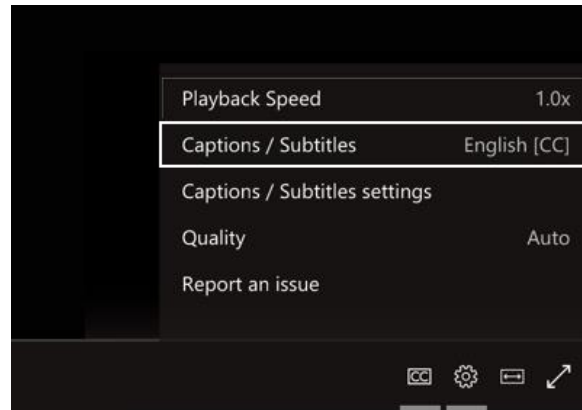 Playback Speed 1.0x
Captions / Subtitles English [CC]
Captions / Subtitles settings
Quality Auto
Report an issue
CC